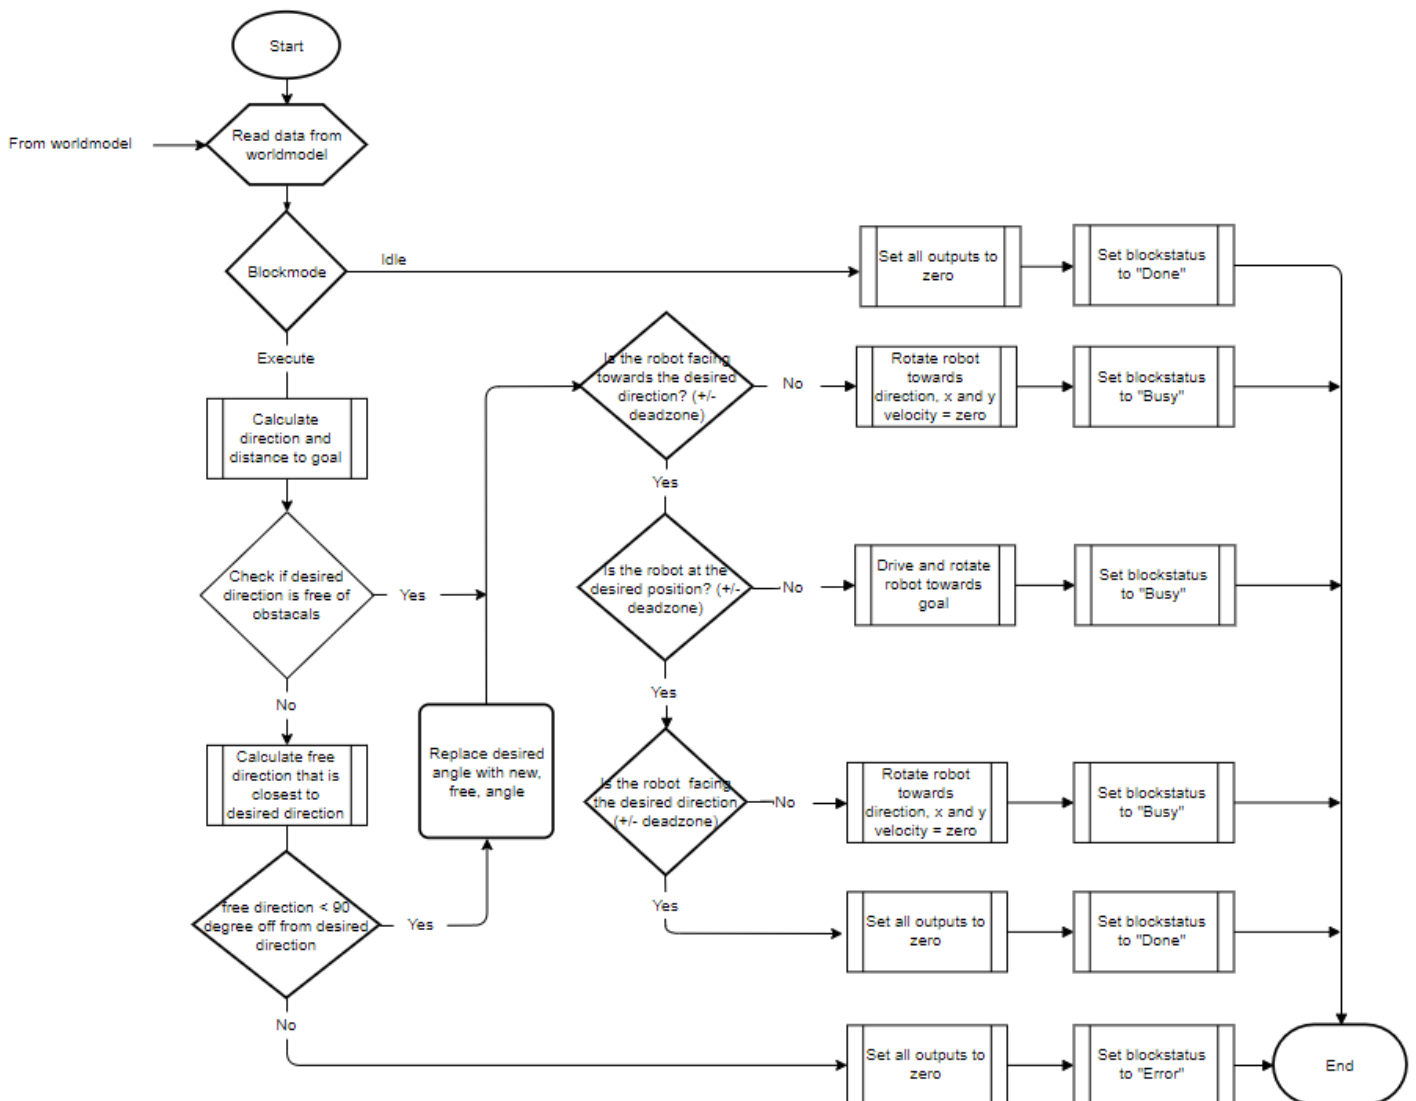 Start
From worldmodel
Read data from
worldmodel
Blockmode
Idle
Set all outputs to
zero
Set blockstatus
to "Done"
Execute
Calculate
direction and
distance to goal
Is the robot facing
towards the desired
direction? (+/-
deadzone)
No
Rotate robot
towards
direction, x and y
velocity = zero
Set blockstatus
to "Busy"
Yes
Check if desired
direction is free of
obstacals
Yes
Is the robot at the
desired position? (+/-
deadzone)
No
Drive and rotate
robot towards
goal
Set blockstatus
to "Busy"
Yes
No
Calculate free
direction that is
closest to
desired direction
Replace desired
angle with new,
free, angle
Is the robot facing
the desired direction
(+/- deadzone)
No
Rotate robot
towards
direction, x and y
velocity = zero
Set blockstatus
to "Busy"
Yes
free direction < 90
degree off from desired
direction
Yes
Set all outputs to
zero
Set blockstatus
to "Done"
No
Set all outputs to
zero
Set blockstatus
to "Error"
End